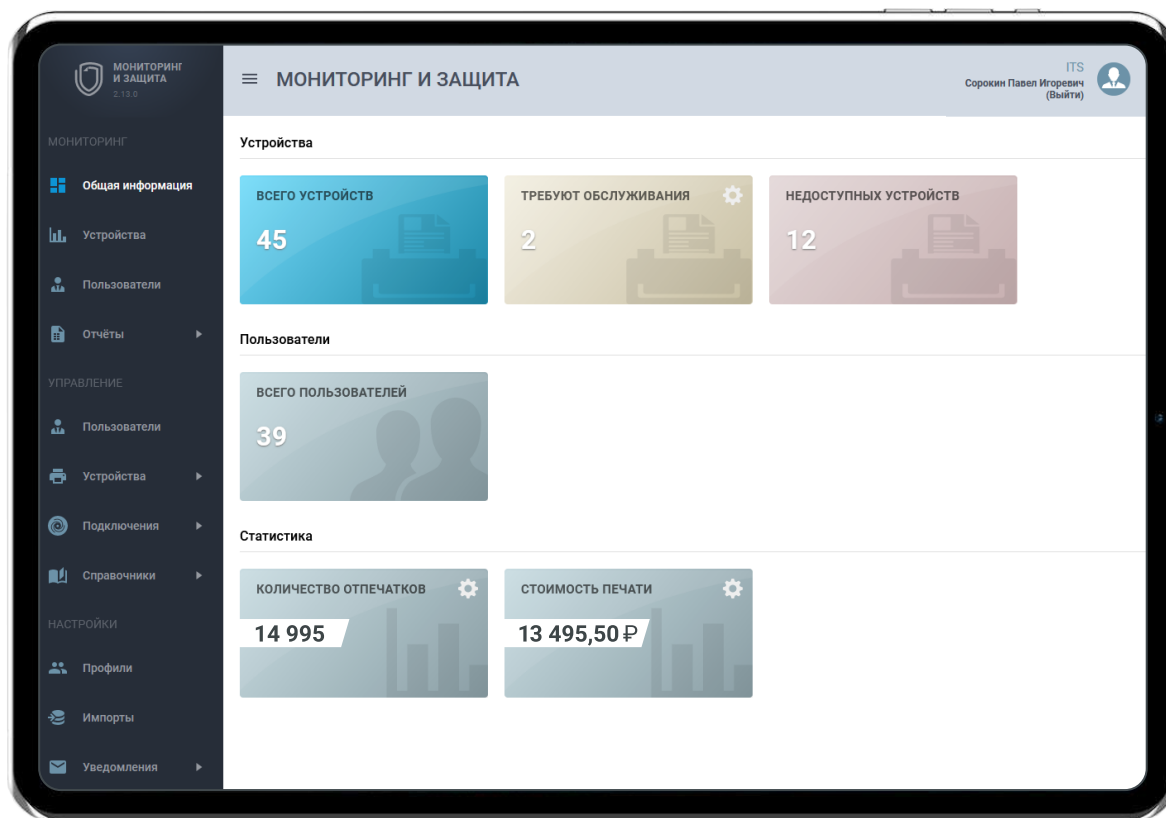 МОНИТОРИНГ
И ЗАЩИТА
2.13.0
МОНИТОРИНГ
Общая информация
Устройства
Пользователи
Отчёты
УПРАВЛЕНИЕ
Пользователи
Устройства
Подключения
Справочники
НАСТРОЙКИ
Профили
Импорты
Уведомления
МОНИТОРИНГ И ЗАЩИТА
ITS
Сорокин Павел Игоревич
(Выйти)
Устройства
ВСЕГО УСТРОЙСТВ
45
ТРЕБУЮТ ОБСЛУЖИВАНИЯ
2
НЕДОСТУПНЫХ УСТРОЙСТВ
12
Пользователи
ВСЕГО ПОЛЬЗОВАТЕЛЕЙ
39
Статистика
КОЛИЧЕСТВО ОТПЕЧАТКОВ
14 995
СТОИМОСТЬ ПЕЧАТИ
13 495,50 ₽